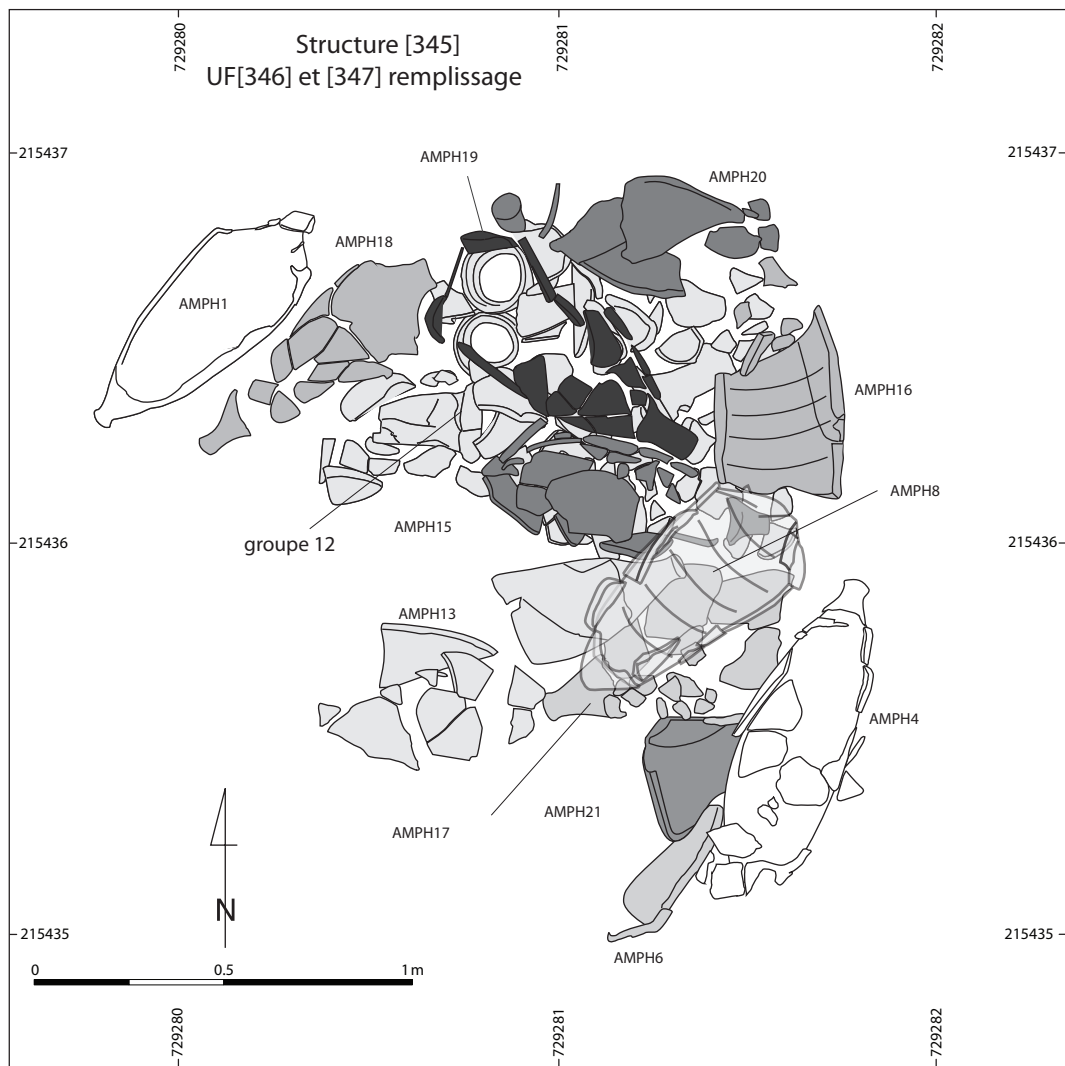 729280
729281
729282
Structure [345]
UF[346] et [347] remplissage
215437
215437
AMPH19
AMPH20
AMPH18
AMPH1
AMPH16
AMPH8
AMPH15
groupe 12
215436
215436
AMPH13
AMPH4
AMPH21
AMPH17
N
215435
215435
AMPH6
0
0.5
1 m
729280
729281
729282